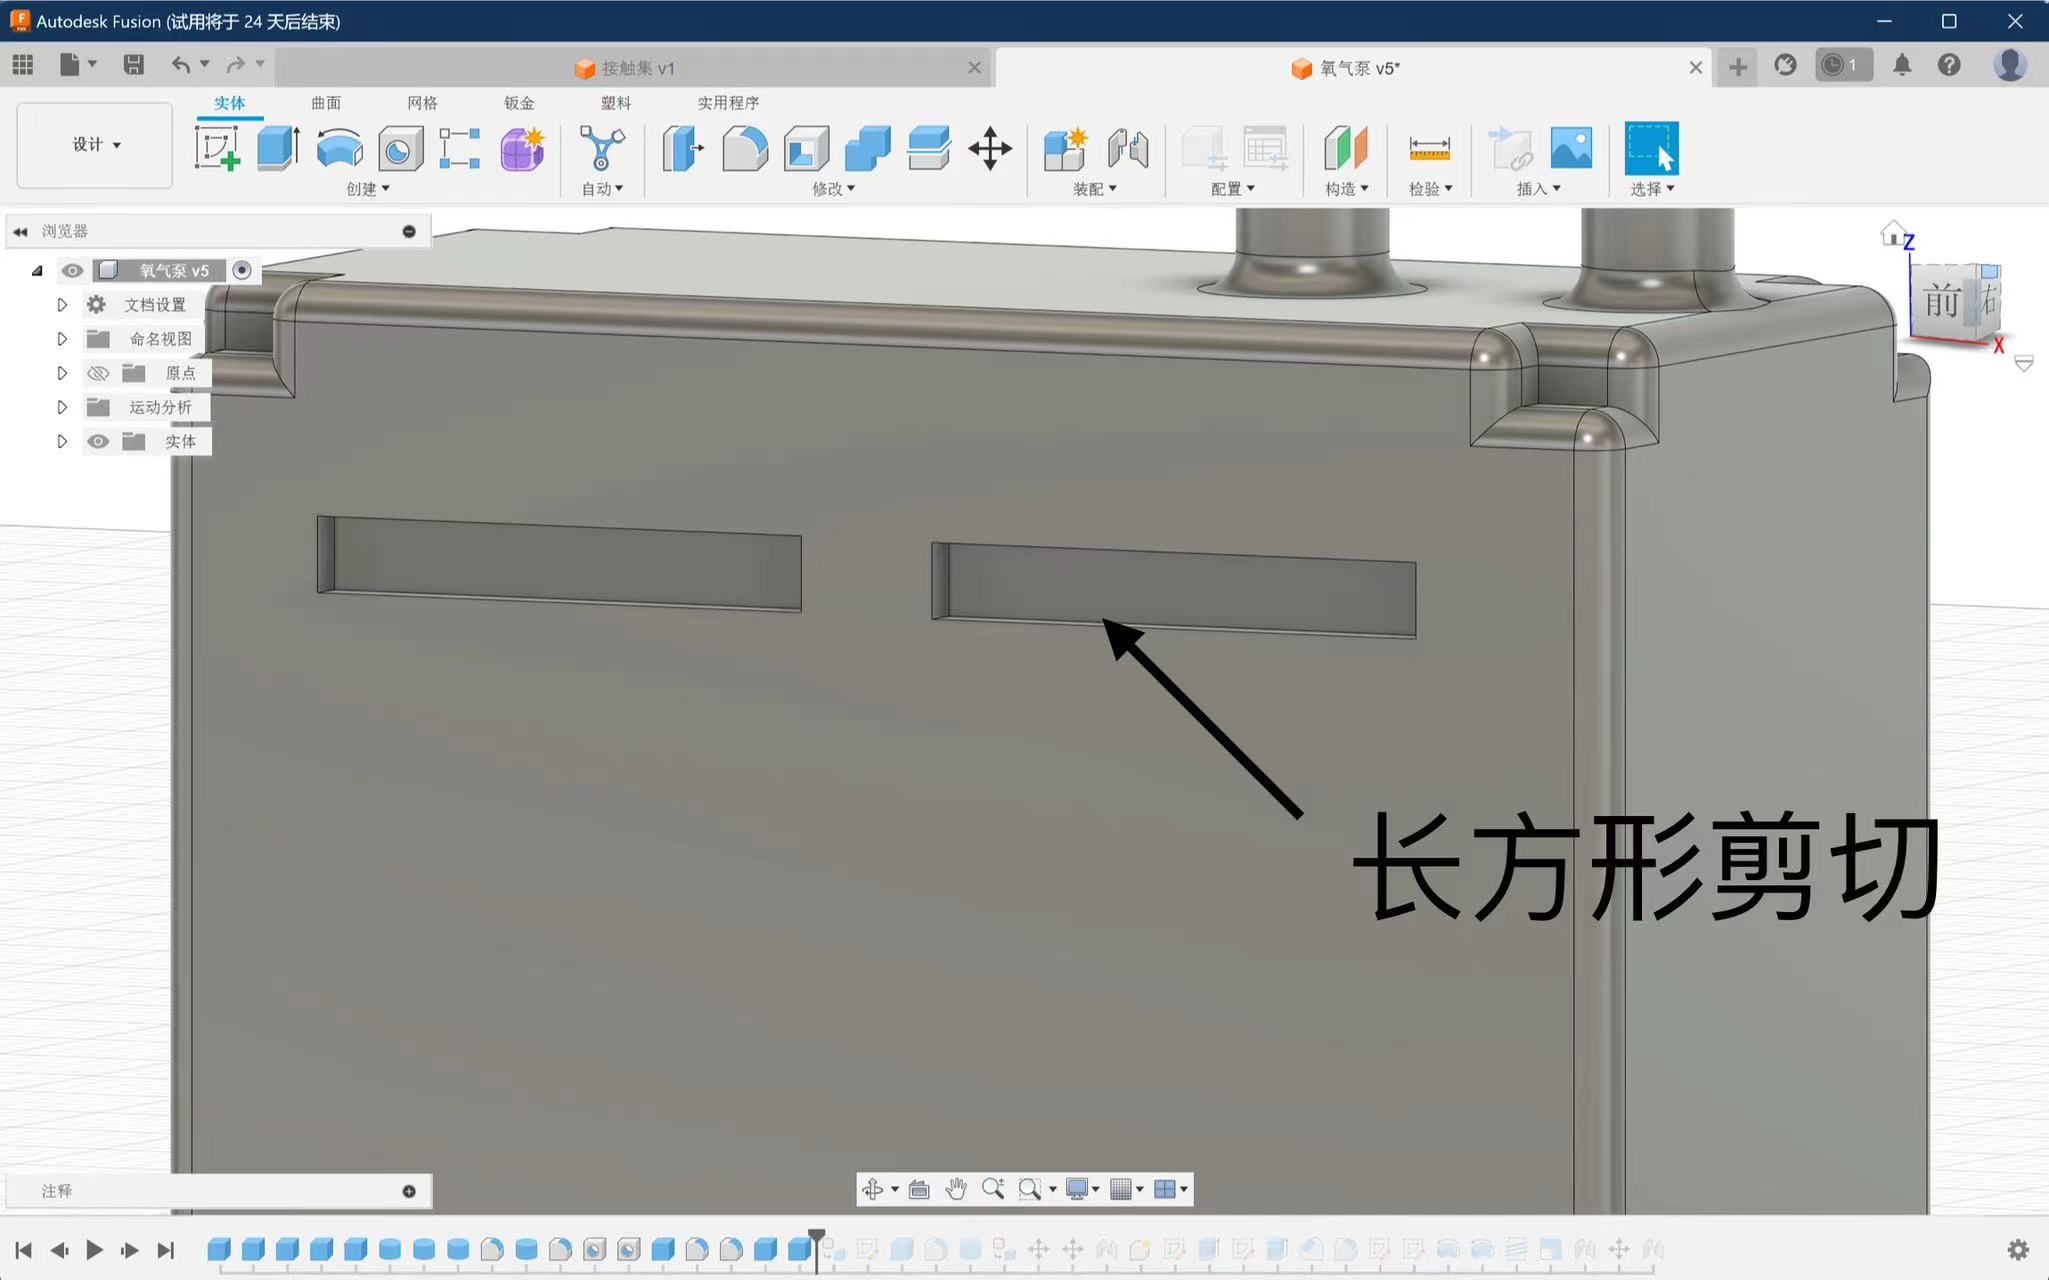 Autodesk Fusion (试用将于 24 天后结束)
接触集 v1
氧气泵 v5*
1
实体
曲面
网格
钣金
塑料
实用程序
设计
创建
自动
修改
装配
配置
构造
检验
插入
选择
浏览器
氧气泵 v5
文档设置
命名视图
原点
运动分析
实体
Z
前
右
X
长方形剪切
注释